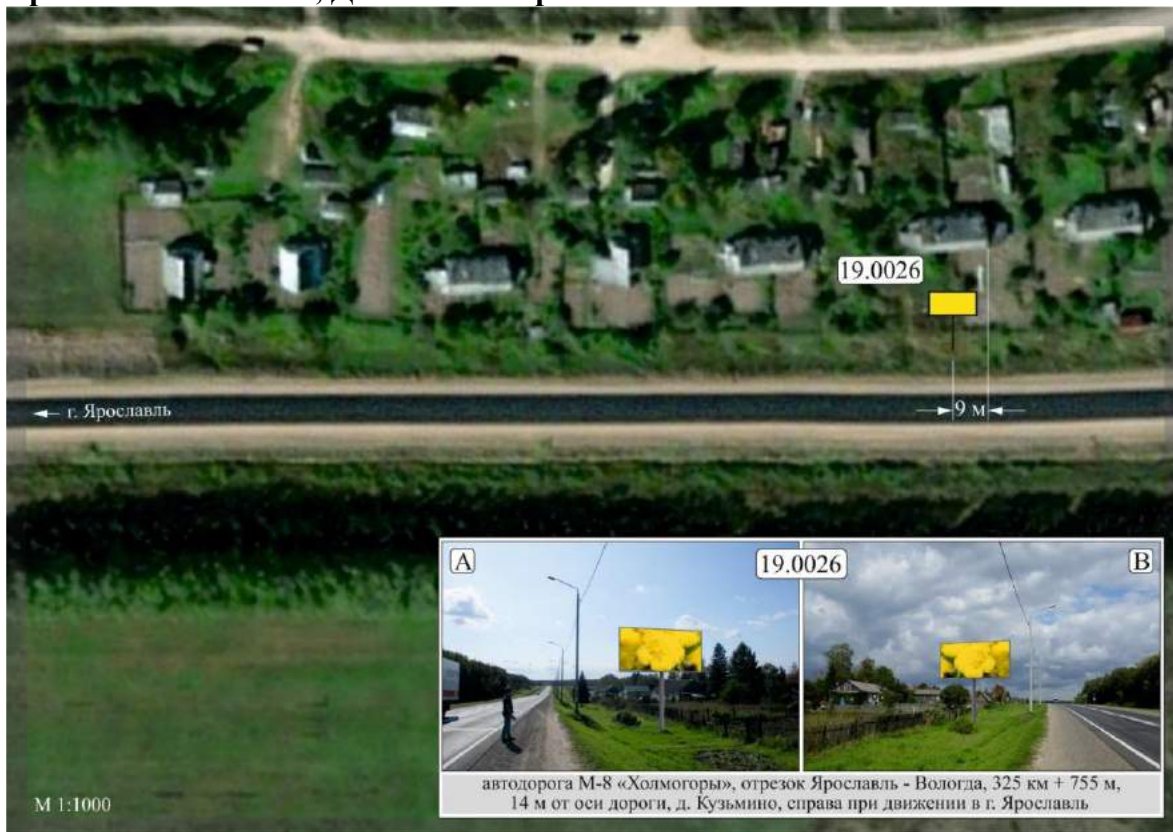 19.0026
← г. Ярославль
9 м
A
19.0026
B
автодорога М-8 «Холмогоры», отрезок Ярославль - Вологда, 325 км + 755 м,
14 м от оси дороги, д. Кузьмино, справа при движении в г. Ярославль
М 1:1000